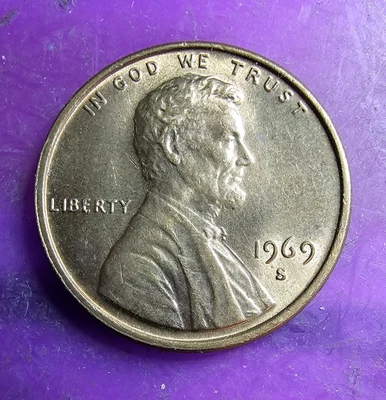 IN GOD WE TRUST
LIBERTY
1969
S